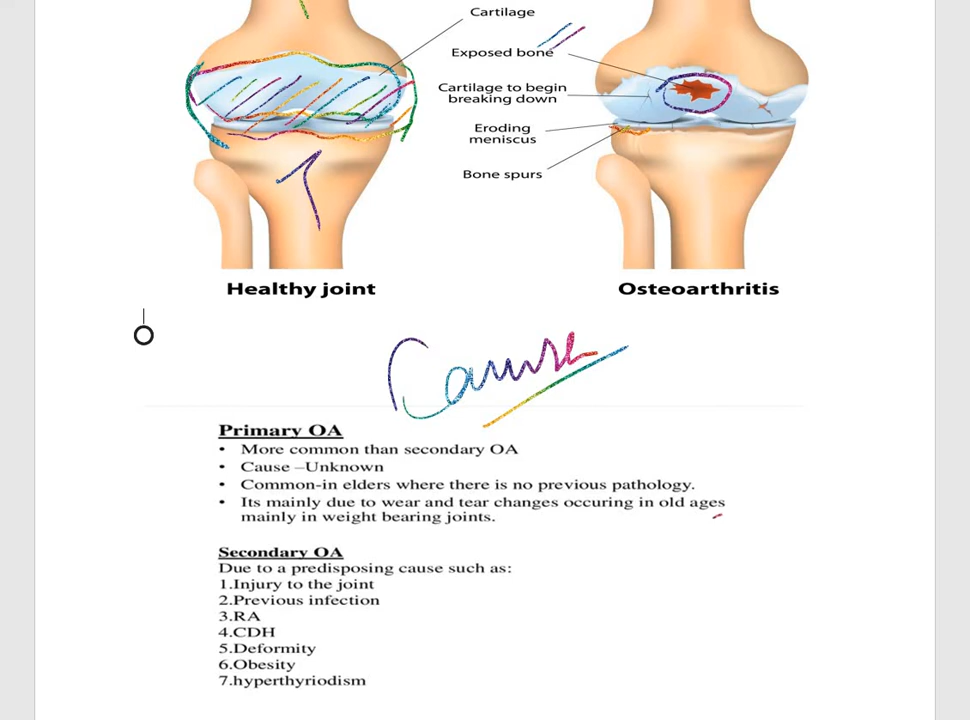 Cartilage
Exposed bone
Cartilage to begin
breaking down
Eroding
meniscus
Bone spurs
Healthy joint
Osteoarthritis
Cause
Primary OA
• More common than secondary OA
• Cause –Unknown
• Common-in elders where there is no previous pathology.
• Its mainly due to wear and tear changes occuring in old ages
mainly in weight bearing joints.
Secondary OA
Due to a predisposing cause such as:
1.Injury to the joint
2.Previous infection
3.RA
4.CDH
5.Deformity
6.Obesity
7.hyperthyriodism